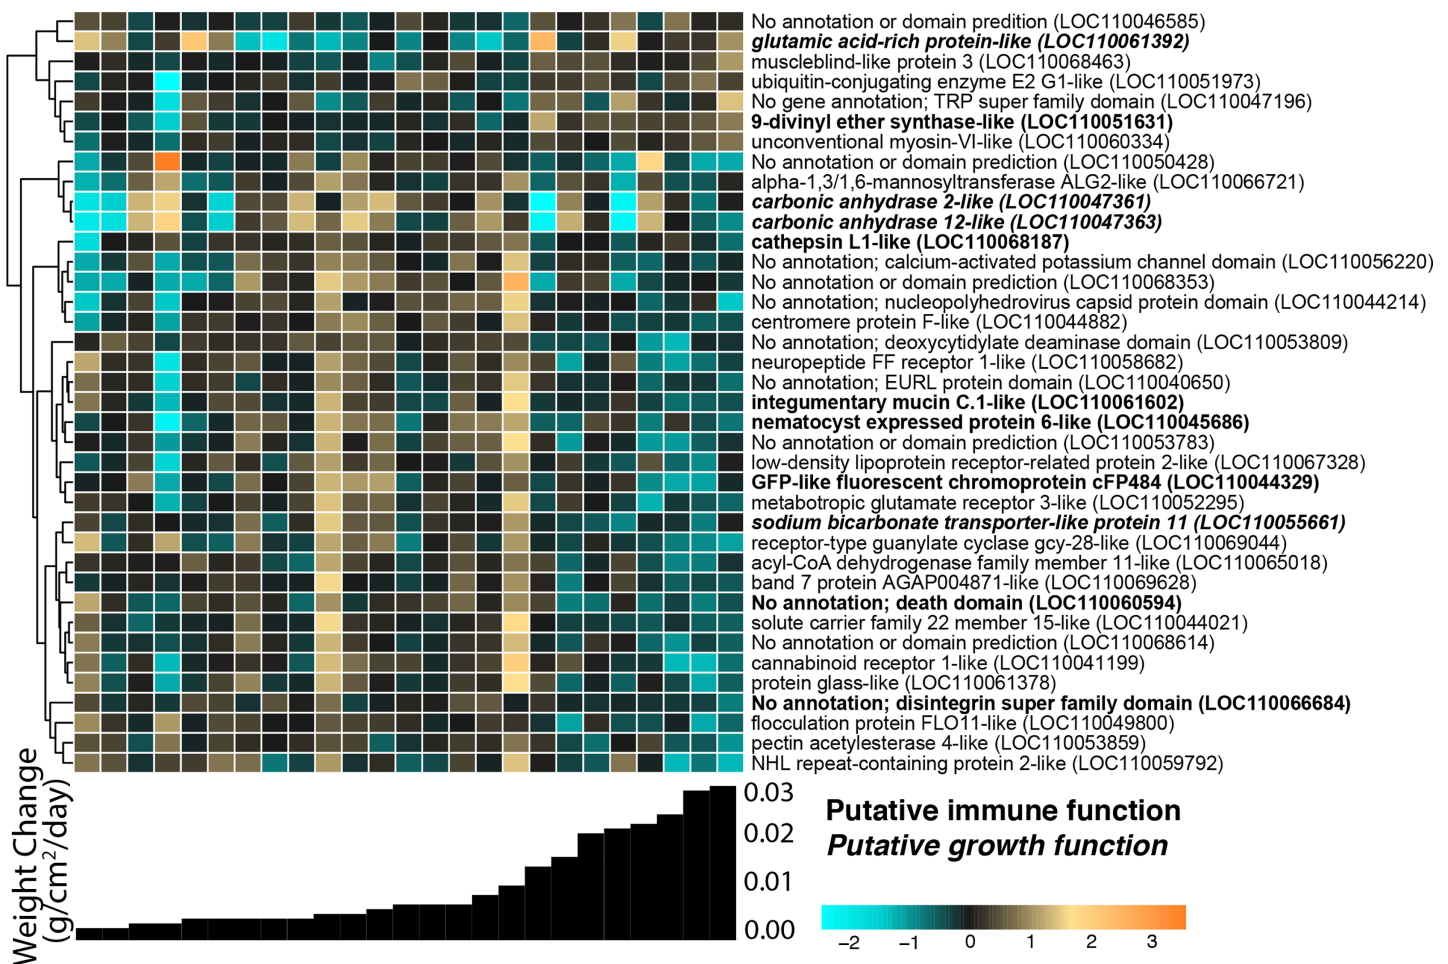 No annotation or domain predition (LOC110046585)
glutamic acid-rich protein-like (LOC110061392)
muscleblind-like protein 3 (LOC110068463)
ubiquitin-conjugating enzyme E2 G1-like (LOC110051973)
No gene annotation; TRP super family domain (LOC110047196)
9-divinyl ether synthase-like (LOC110051631)
unconventional myosin-VI-like (LOC110060334)
No annotation or domain prediction (LOC110050428)
alpha-1,3/1,6-mannosyltransferase ALG2-like (LOC110066721)
carbonic anhydrase 2-like (LOC110047361)
carbonic anhydrase 12-like (LOC110047363)
cathepsin L1-like (LOC110068187)
No annotation; calcium-activated potassium channel domain (LOC110056220)
No annotation or domain prediction (LOC110068353)
No annotation; nucleopolyhedrovirus capsid protein domain (LOC110044214)
centromere protein F-like (LOC110044882)
No annotation; deoxycytidylate deaminase domain (LOC110053809)
neuropeptide FF receptor 1-like (LOC110058682)
No annotation; EURL protein domain (LOC110040650)
integumentary mucin C.1-like (LOC110061602)
nematocyst expressed protein 6-like (LOC110045686)
No annotation or domain prediction (LOC110053783)
low-density lipoprotein receptor-related protein 2-like (LOC110067328)
GFP-like fluorescent chromoprotein cFP484 (LOC110044329)
metabotropic glutamate receptor 3-like (LOC110052295)
sodium bicarbonate transporter-like protein 11 (LOC110055661)
receptor-type guanylate cyclase gcy-28-like (LOC110069044)
acyl-CoA dehydrogenase family member 11-like (LOC110065018)
band 7 protein AGAP004871-like (LOC110069628)
No annotation; death domain (LOC110060594)
solute carrier family 22 member 15-like (LOC110044021)
No annotation or domain prediction (LOC110068614)
cannabinoid receptor 1-like (LOC110041199)
protein glass-like (LOC110061378)
No annotation; disintegrin super family domain (LOC110066684)
flocculation protein FLO11-like (LOC110049800)
pectin acetylesterase 4-like (LOC110053859)
NHL repeat-containing protein 2-like (LOC110059792)
Weight Change
(g/cm²/day)
0.03
0.02
0.01
0.00
Putative immune function
Putative growth function
−2 −1 0 1 2 3